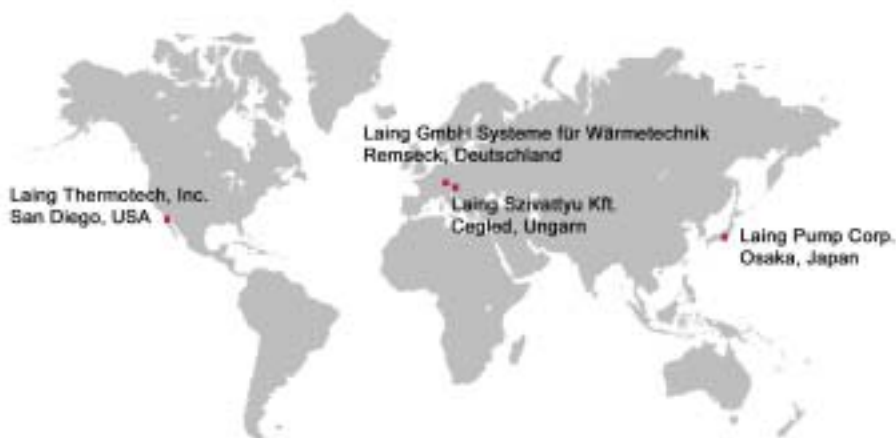 Laing GmbH Systeme für Wärmetechnik
Remseck, Deutschland
Laing Thermotech, Inc.
San Diego, USA
Laing Szivattyu Kft.
Cegled, Ungarn
Laing Pump Corp.
Osaka, Japan